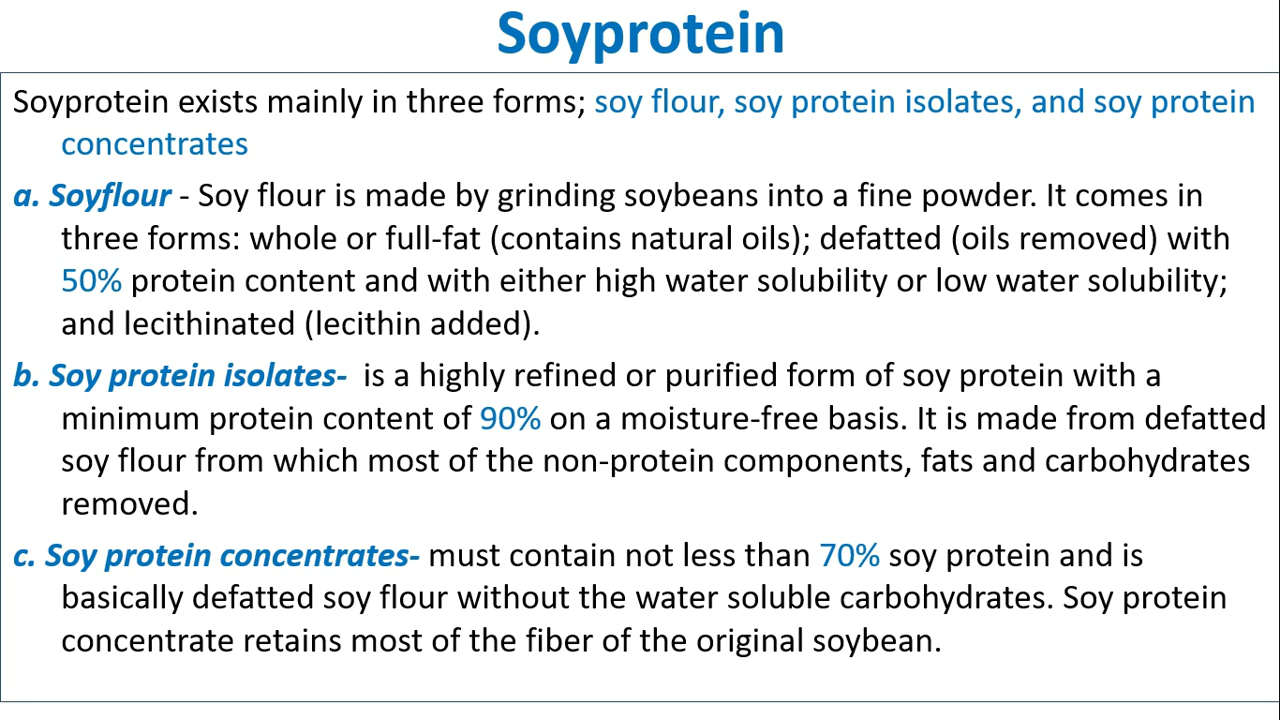 Soyprotein
Soyprotein exists mainly in three forms; soy flour, soy protein isolates, and soy protein
concentrates
a. Soyflour - Soy flour is made by grinding soybeans into a fine powder. It comes in
three forms: whole or full-fat (contains natural oils); defatted (oils removed) with
50% protein content and with either high water solubility or low water solubility;
and lecithinated (lecithin added).
b. Soy protein isolates- is a highly refined or purified form of soy protein with a
minimum protein content of 90% on a moisture-free basis. It is made from defatted
soy flour from which most of the non-protein components, fats and carbohydrates
removed.
c. Soy protein concentrates- must contain not less than 70% soy protein and is
basically defatted soy flour without the water soluble carbohydrates. Soy protein
concentrate retains most of the fiber of the original soybean.